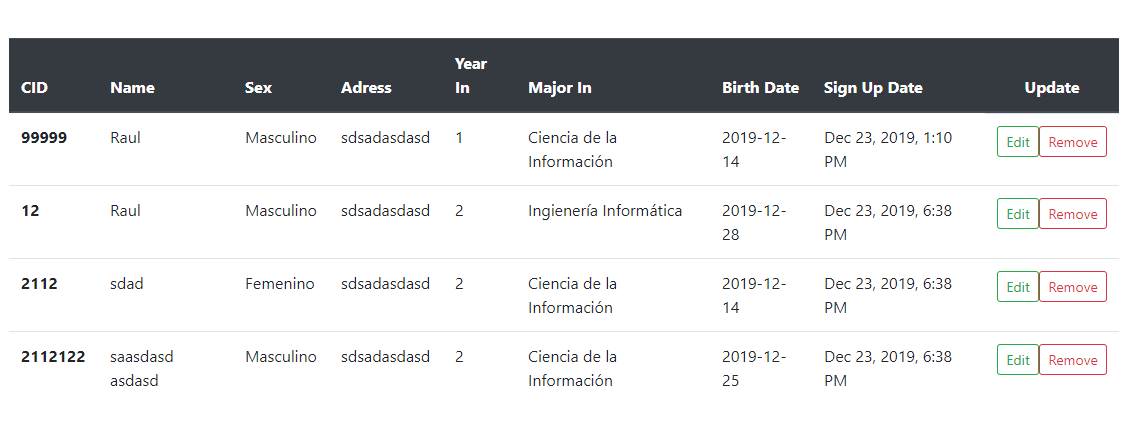 CID Name Sex Adress Year In Major In Birth Date Sign Up Date Update
99999 Raul Masculino sdsadasdasd 1 Ciencia de la Información 2019-12-14 Dec 23, 2019, 1:10 PM Edit Remove
12 Raul Masculino sdsadasdasd 2 Ingienería Informática 2019-12-28 Dec 23, 2019, 6:38 PM Edit Remove
2112 sdad Femenino sdsadasdasd 2 Ciencia de la Información 2019-12-14 Dec 23, 2019, 6:38 PM Edit Remove
2112122 saasdasd asdasd Masculino sdsadasdasd 2 Ciencia de la Información 2019-12-25 Dec 23, 2019, 6:38 PM Edit Remove